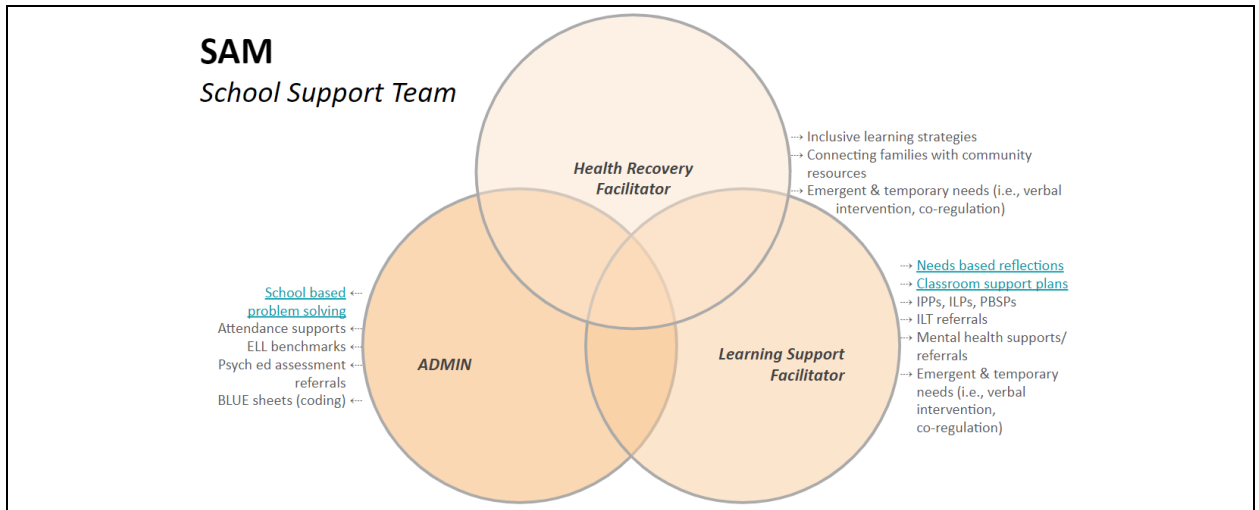 SAM
School Support Team
Health Recovery
Facilitator
⤑ Inclusive learning strategies
⤑ Connecting families with community
resources
⤑ Emergent & temporary needs (i.e., verbal
intervention, co-regulation)
School based ⬸
problem solving
Attendance supports ⬸
ELL benchmarks ⬸
Psych ed assessment ⬸
referrals
BLUE sheets (coding) ⬸
ADMIN
Learning Support
Facilitator
⤑ Needs based reflections
⤑ Classroom support plans
⤑ IPPs, ILPs, PBSPs
⤑ ILT referrals
⤑ Mental health supports/
referrals
⤑ Emergent & temporary
needs (i.e., verbal
intervention,
co-regulation)